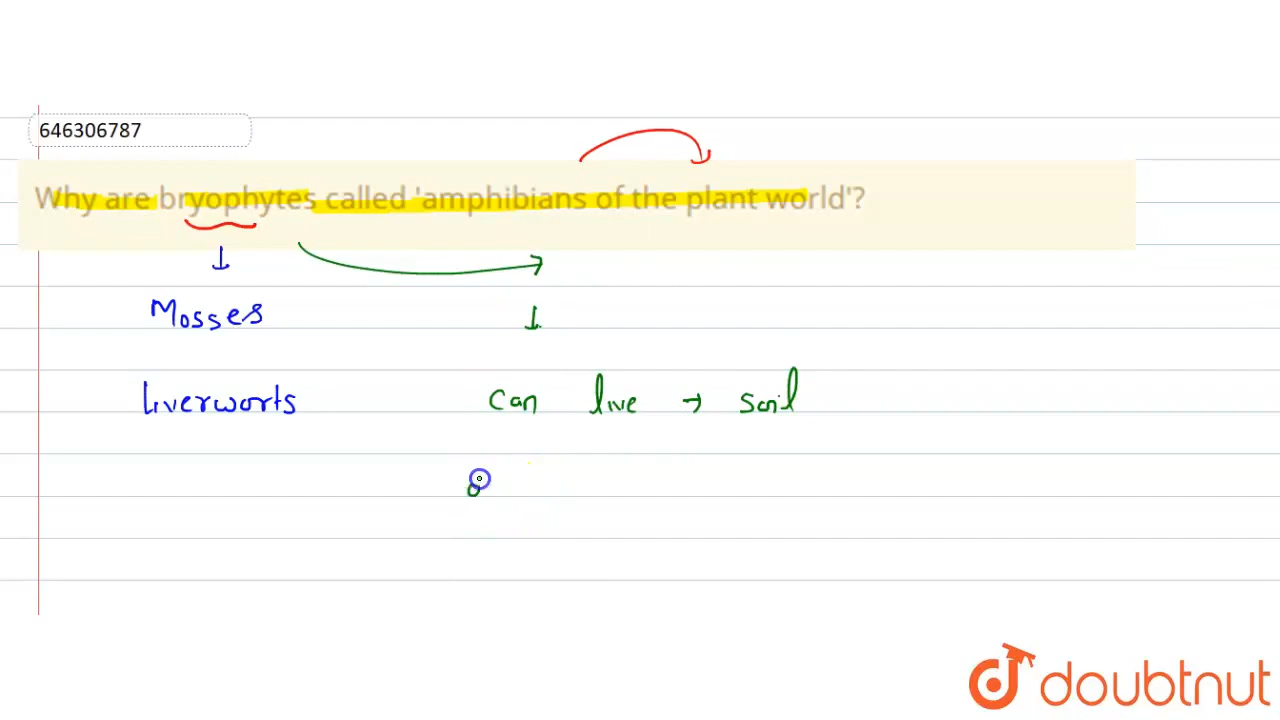 646306787
Why are bryophytes called 'amphibians of the plant world'?
Mosses
liverworts
can live → soil
doubtnut